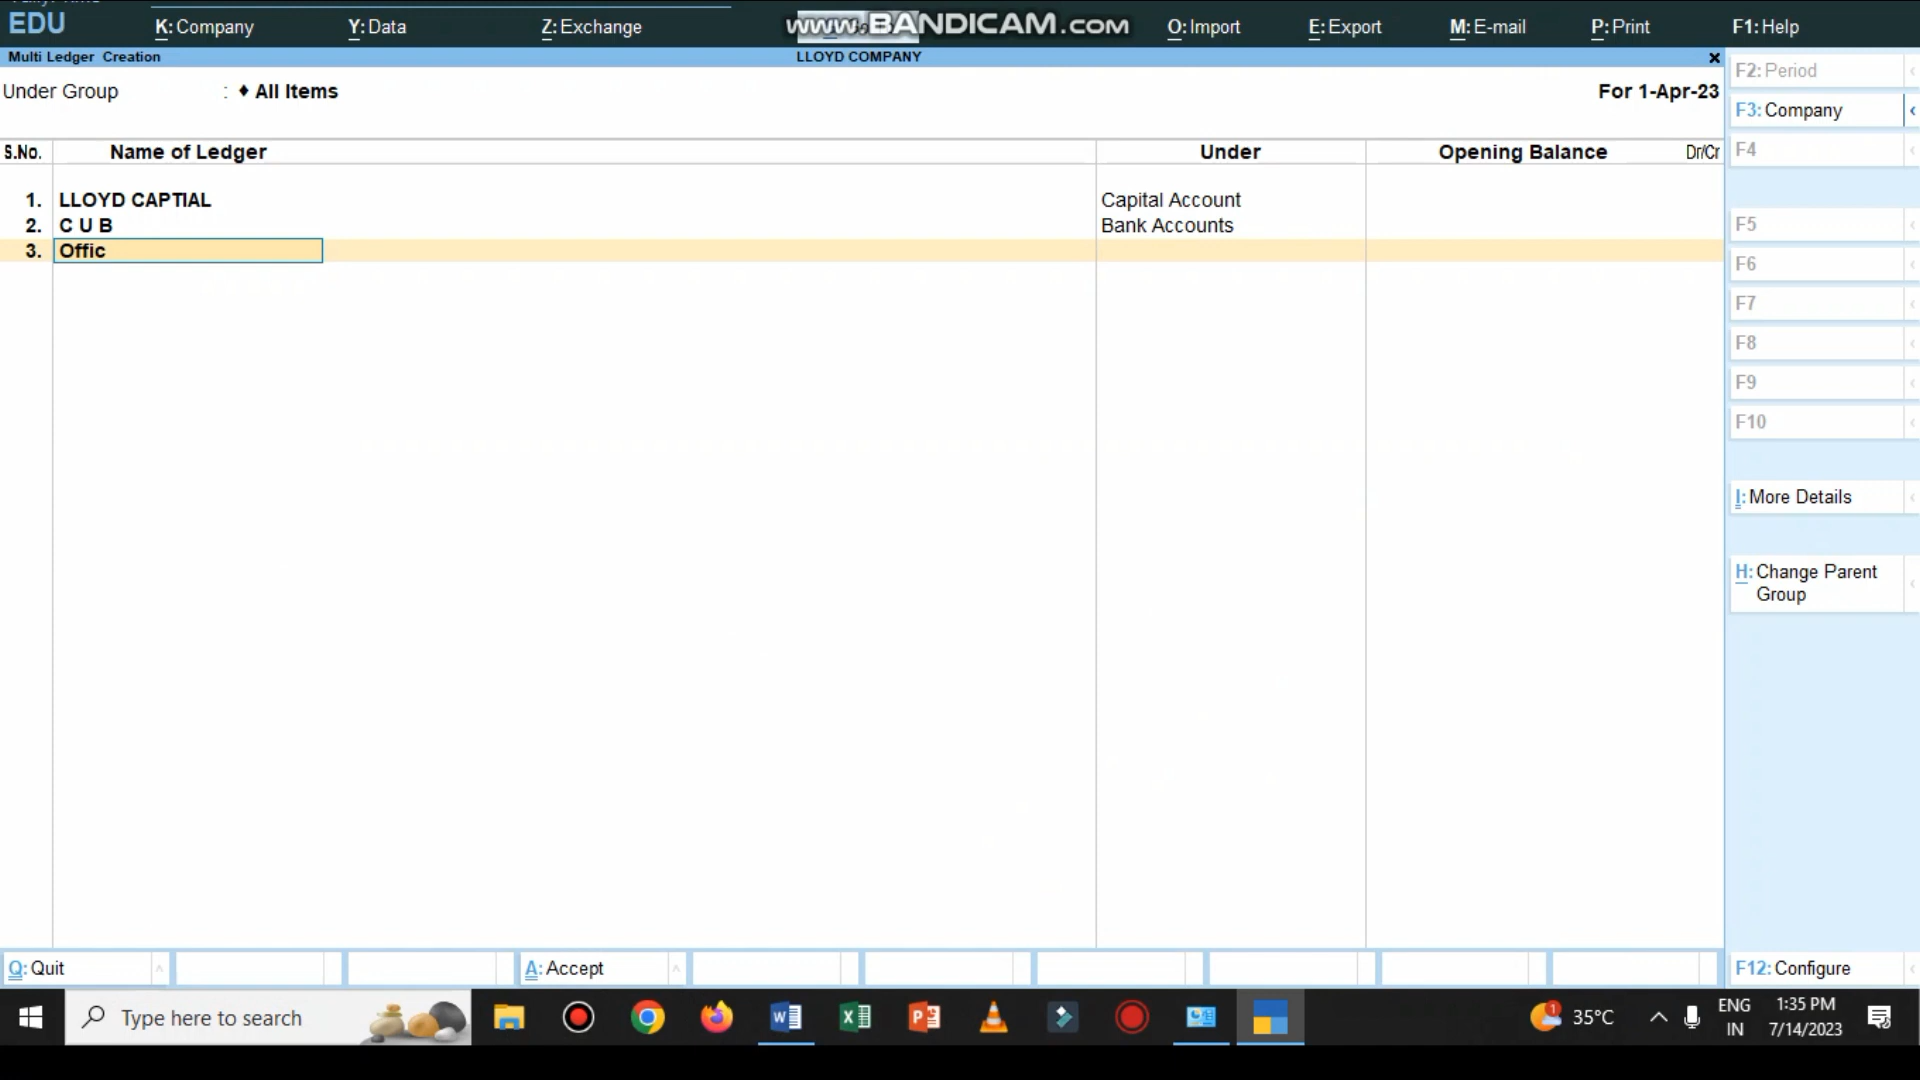 EDU
K: Company
Y: Data
Z: Exchange
www.BANDICAM.com
O: Import
E: Export
M: E-mail
P: Print
F1: Help
Multi Ledger Creation
LLOYD COMPANY
Under Group : ♦ All Items
For 1-Apr-23
S.No. Name of Ledger Under Opening Balance Dr/Cr
1. LLOYD CAPTIAL Capital Account
2. C U B Bank Accounts
3. Offic
F2: Period
F3: Company
F4
F5
F6
F7
F8
F9
F10
I: More Details
H: Change Parent
Group
Q: Quit
A: Accept
F12: Configure
Type here to search
1
35°C
ENG
IN
1:35 PM
7/14/2023